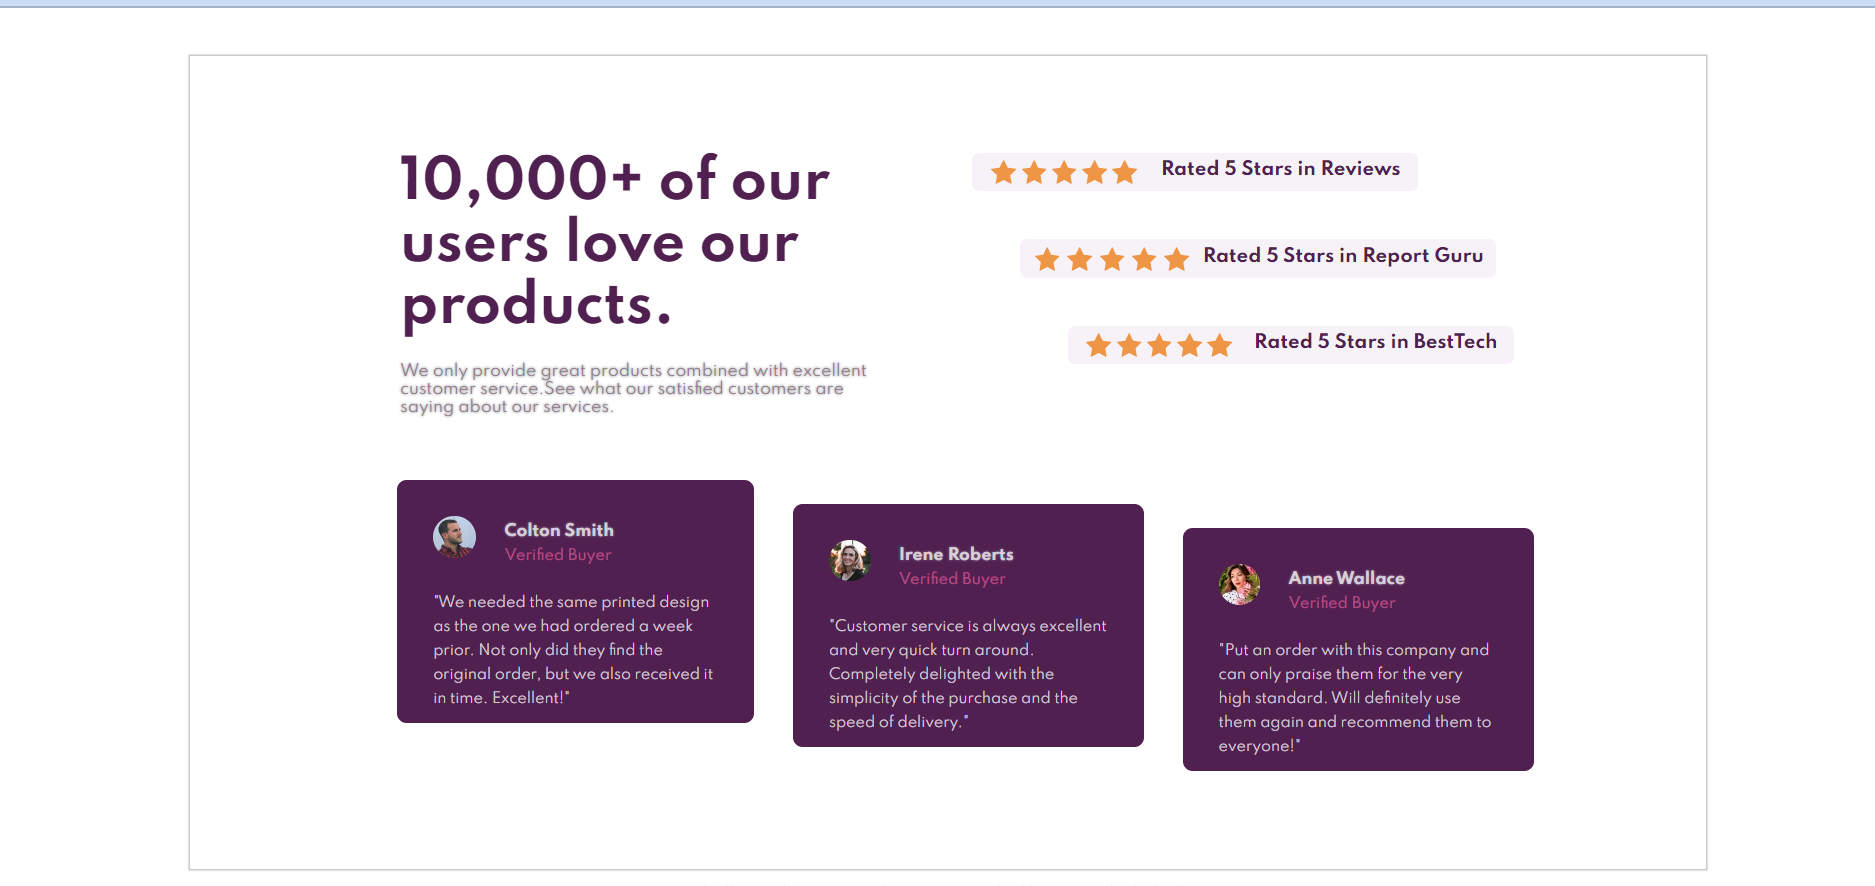 10,000+ of our
users love our
products.
We only provide great products combined with excellent
customer service.See what our satisfied customers are
saying about our services.
Rated 5 Stars in Reviews
Rated 5 Stars in Report Guru
Rated 5 Stars in BestTech
Colton Smith
Verified Buyer
"We needed the same printed design
as the one we had ordered a week
prior. Not only did they find the
original order, but we also received it
in time. Excellent!"
Irene Roberts
Verified Buyer
"Customer service is always excellent
and very quick turn around.
Completely delighted with the
simplicity of the purchase and the
speed of delivery."
Anne Wallace
Verified Buyer
"Put an order with this company and
can only praise them for the very
high standard. Will definitely use
them again and recommend them to
everyone!"